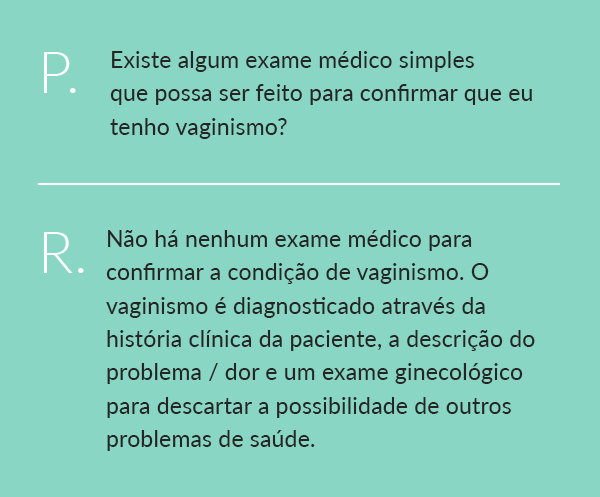 P.
Existe algum exame médico simples
que possa ser feito para confirmar que eu
tenho vaginismo?
R.
Não há nenhum exame médico para
confirmar a condição de vaginismo. O
vaginismo é diagnosticado através da
história clínica da paciente, a descrição do
problema / dor e um exame ginecológico
para descartar a possibilidade de outros
problemas de saúde.